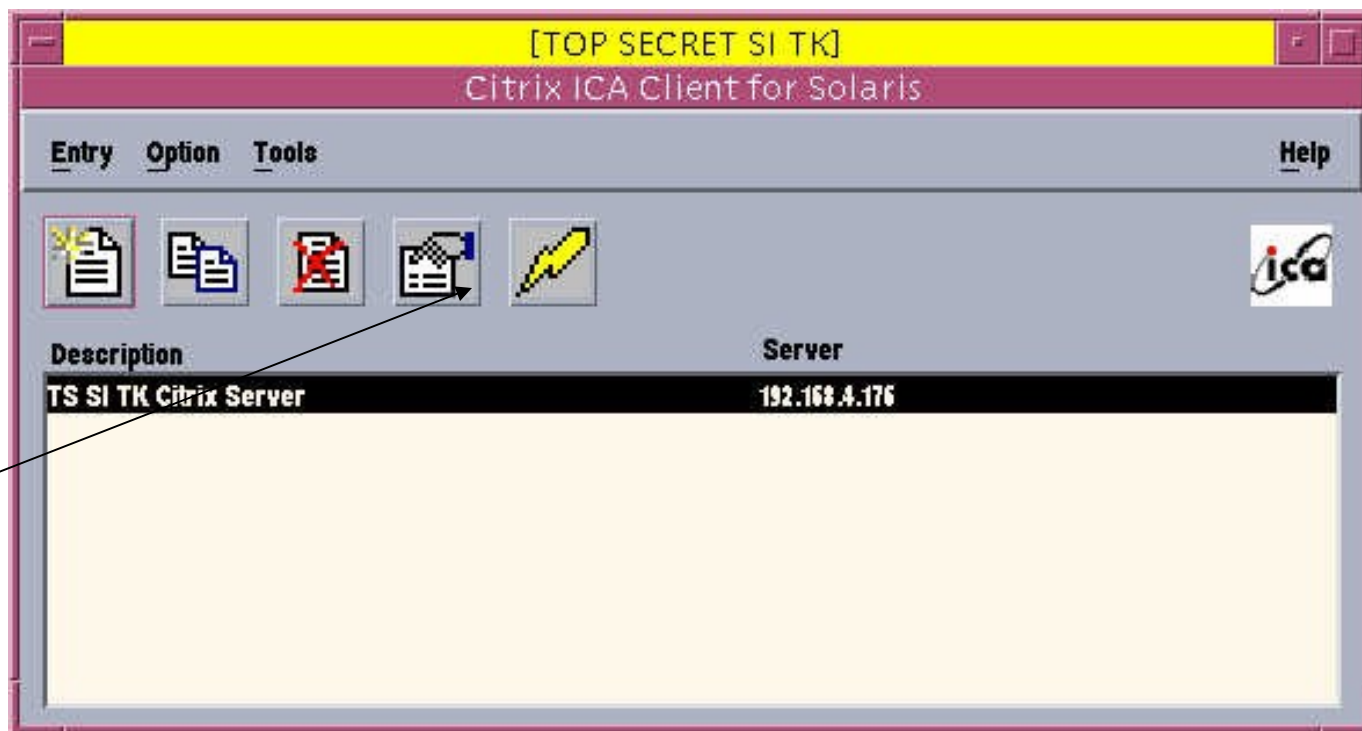 [TOP SECRET SI TK]
Citrix ICA Client for Solaris
Entry Option Tools Help
ica
Description Server
TS SI TK Citrix Server 192.168.4.176